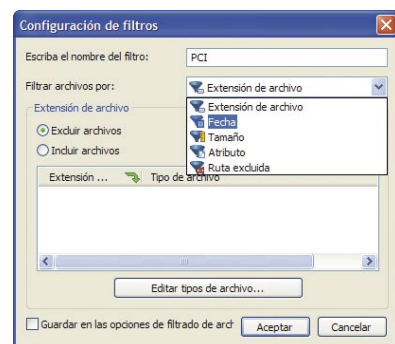 Configuración de filtros
Escriba el nombre del filtro: PCI
Filtrar archivos por: Extensión de archivo
Extensión de archivo
Extensión de archivo
Fecha
Excluir archivos
Tamaño
Incluir archivos
Atributo
Ruta excluida
Extensión ... Tipo de archivo
Editar tipos de archivo...
Guardar en las opciones de filtrado de arch
Aceptar Cancelar